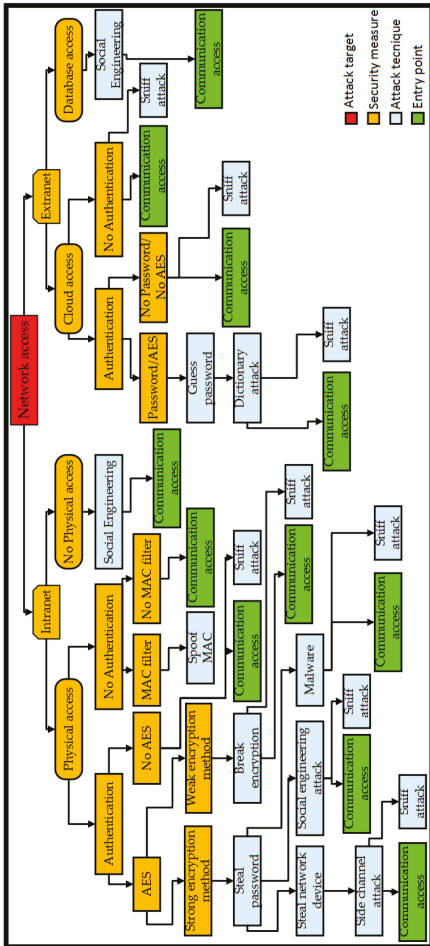 Network access
Intranet
Extranet
Physical access
No Physical access
Cloud access
Database access
Authentication
No Authentication
Social Engineering
Authentication
No Authentication
Social
Engineering
AES
No AES
MAC filter
No MAC filter
Communication
access
Password/AES
No Password/
No AES
Communication
access
Sniff
attack
Communication
access
Strong encryption
method
Weak encryption
method
Spoof
MAC
Communication
access
Guess
password
Communication
access
Sniff
attack
Steal
password
Break
encryption
Communication
access
Sniff
attack
Dictionary
attack
Steal network
device
Social engineering
attack
Malware
Communication
access
Sniff
attack
Communication
access
Sniff
attack
Side channel
attack
Communication
access
Sniff
attack
Communication
access
Sniff
attack
Communication
access
Sniff
attack
Attack target
Security measure
Attack tecnique
Entry point